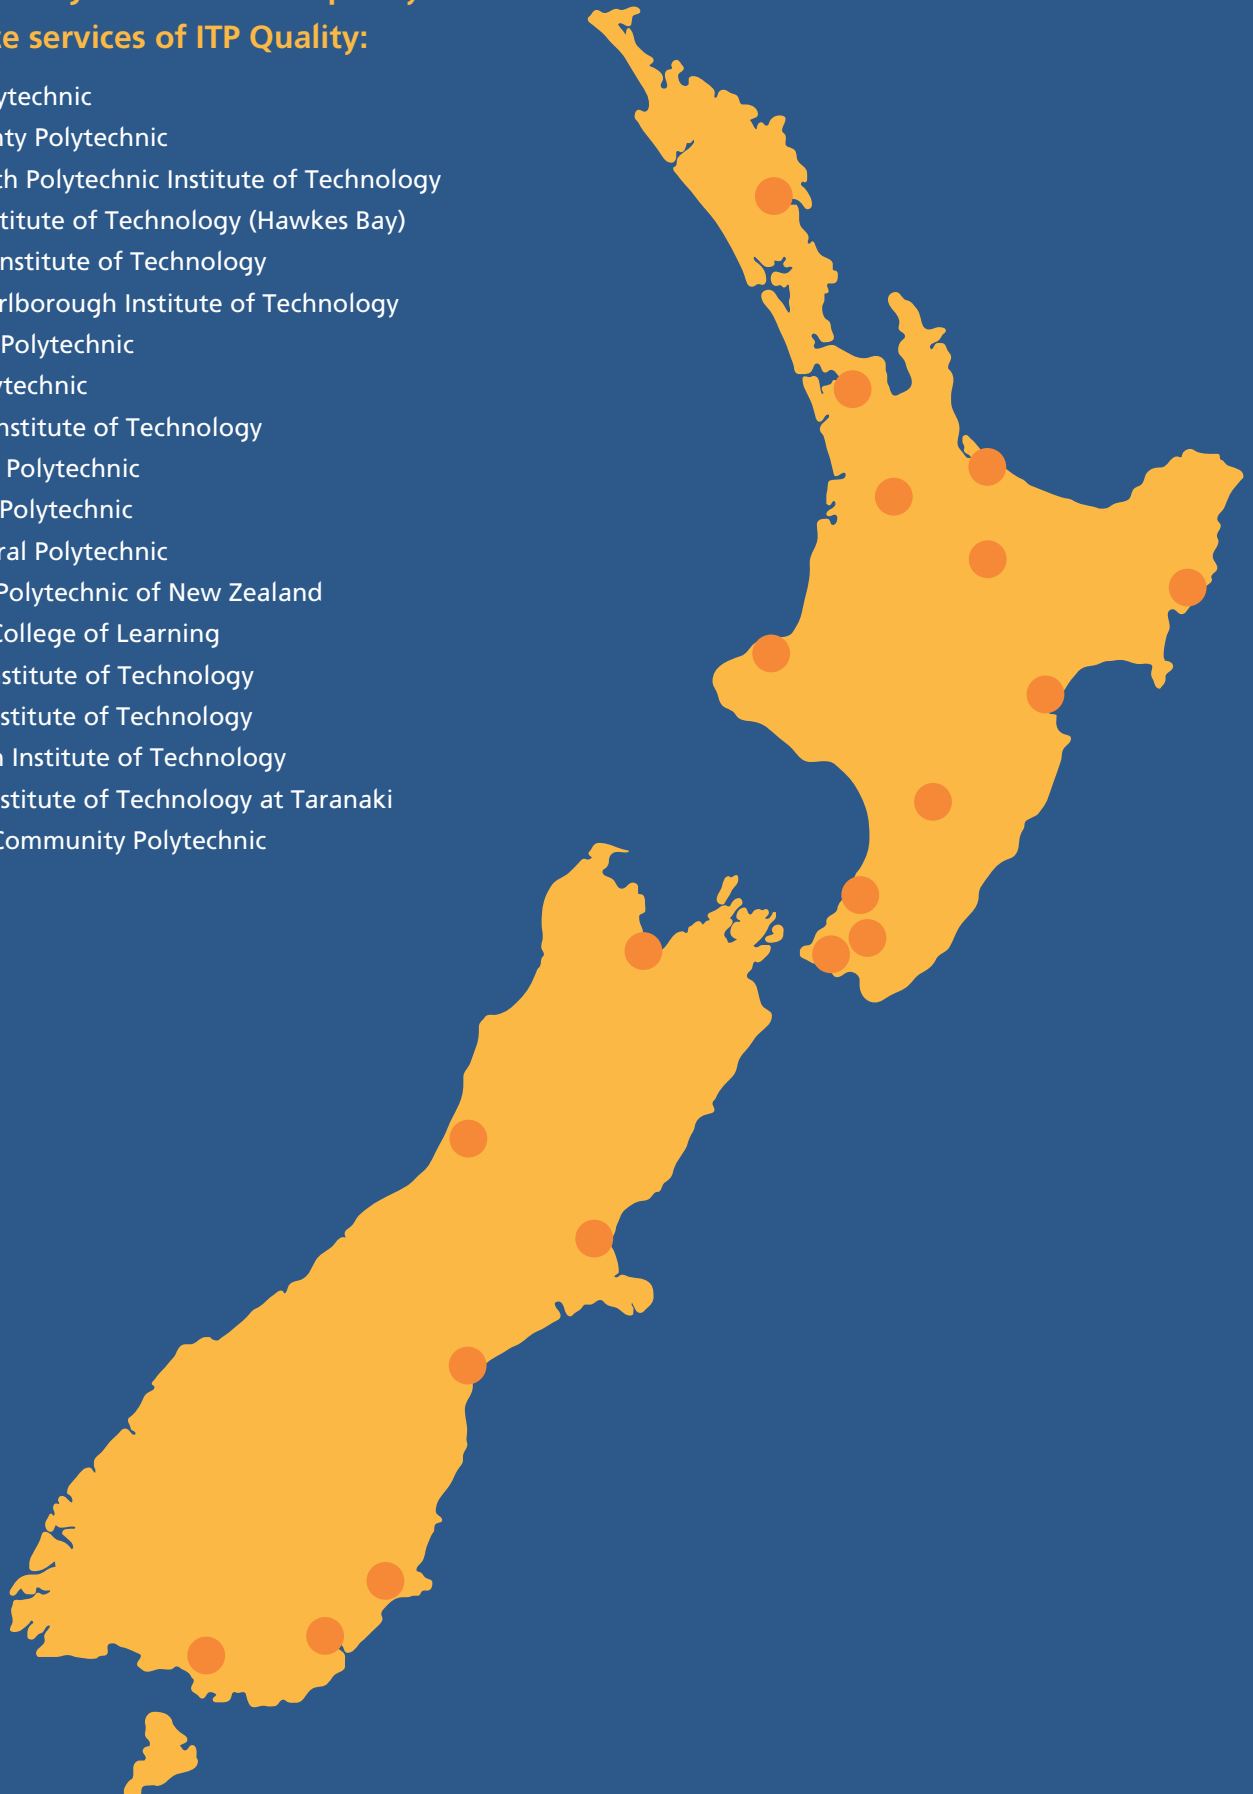 te services of ITP Quality:
ytechnic
nty Polytechnic
th Polytechnic Institute of Technology
titute of Technology (Hawkes Bay)
nstitute of Technology
rlborough Institute of Technology
Polytechnic
ytechnic
nstitute of Technology
Polytechnic
Polytechnic
ral Polytechnic
Polytechnic of New Zealand
College of Learning
stitute of Technology
stitute of Technology
n Institute of Technology
stitute of Technology at Taranaki
Community Polytechnic